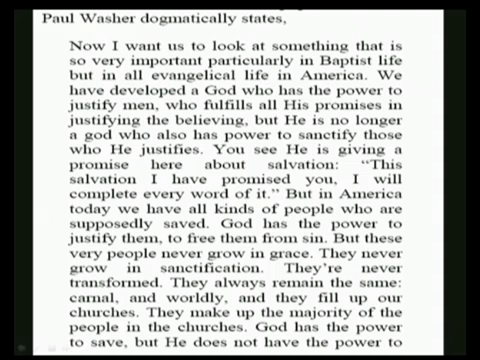 Paul Washer dogmatically states,
Now I want us to look at something that is
so very important particularly in Baptist life
but in all evangelical life in America. We
have developed a God who has the power to
justify men, who fulfills all His promises in
justifying the believing, but He is no longer
a god who also has power to sanctify those
who He justifies. You see He is giving a
promise here about salvation: “This
salvation I have promised you, I will
complete every word of it.” But in America
today we have all kinds of people who are
supposedly saved. God has the power to
justify them, to free them from sin. But these
very people never grow in grace. They never
grow in sanctification. They’re never
transformed. They always remain the same:
carnal, and worldly, and they fill up our
churches. They make up the majority of the
people in the churches. God has the power
to save, but He does not have the power to